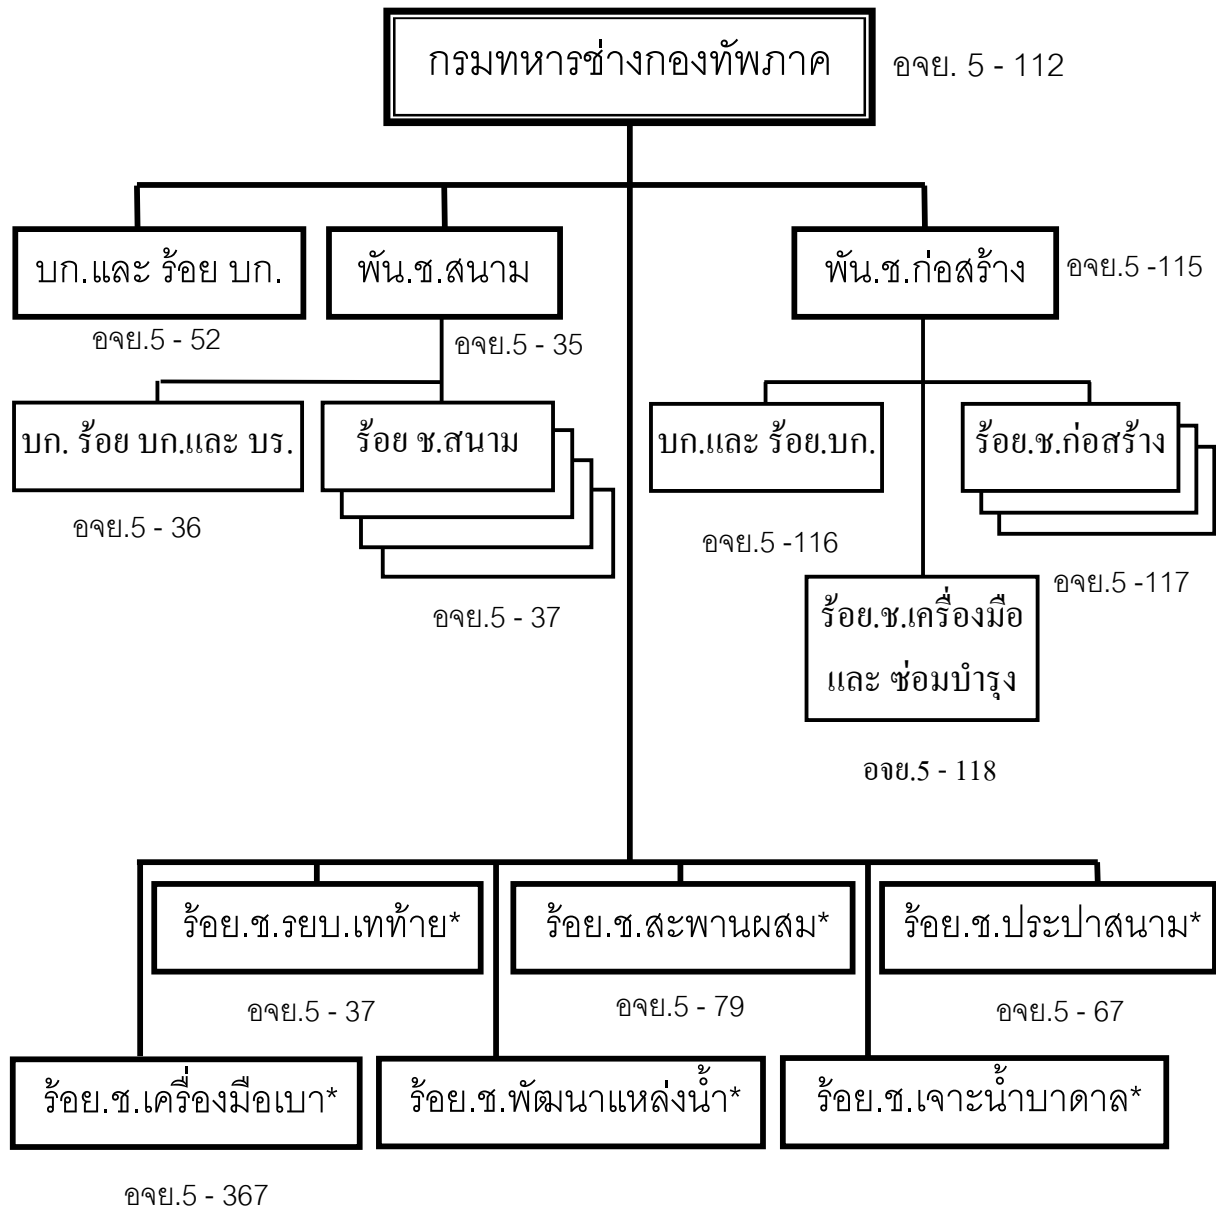 กรมทหารช่างกองทัพภาค
อจย. 5 - 112
บก.และ ร้อย บก.
พัน.ช.สนาม
พัน.ช.ก่อสร้าง
อจย.5 -115
อจย.5 - 52
อจย.5 - 35
บก. ร้อย บก.และ บร.
ร้อย ช.สนาม
บก.และ ร้อย.บก.
ร้อย.ช.ก่อสร้าง
อจย.5 - 36
อจย.5 - 37
อจย.5 -116
อจย.5 -117
ร้อย.ช.เครื่องมือ
และ ซ่อมบำรุง
อจย.5 - 118
ร้อย.ช.รยบ.เทท้าย*
ร้อย.ช.สะพานผสม*
ร้อย.ช.ประปาสนาม*
อจย.5 - 37
อจย.5 - 79
อจย.5 - 67
ร้อย.ช.เครื่องมือเบา*
ร้อย.ช.พัฒนาแหล่งน้ำ*
ร้อย.ช.เจาะน้ำบาดาล*
อจย.5 - 367